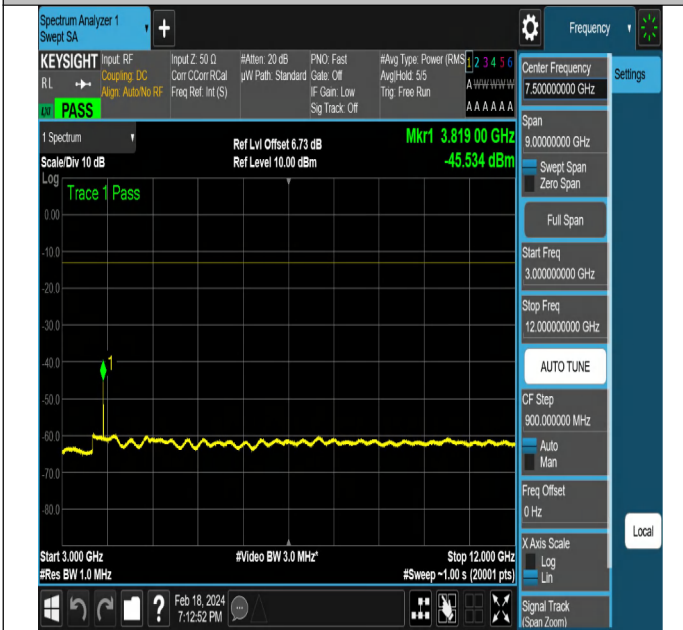 Spectrum Analyzer 1
Swept SA
Frequency
KEYSIGHT
RL
LXI
PASS
Input: RF
Coupling: DC
Align: Auto/No RF
Input Z: 50 Ω
Corr CCorr RCal
Freq Ref: Int (S)
#Atten: 20 dB
µW Path: Standard
PNO: Fast
Gate: Off
IF Gain: Low
Sig Track: Off
#Avg Type: Power (RMS
Avg|Hold: 5/5
Trig: Free Run
1 2 3 4 5 6
A W W W W W
A A A A A A
1 Spectrum
Scale/Div 10 dB
Ref Lvl Offset 6.73 dB
Ref Level 10.00 dBm
Mkr1 3.819 00 GHz
-45.534 dBm
Log
Trace 1 Pass
0.00
-10.0
-20.0
-30.0
-40.0
-50.0
-60.0
-70.0
-80.0
1
Start 3.000 GHz
#Res BW 1.0 MHz
#Video BW 3.0 MHz*
Stop 12.000 GHz
#Sweep ~1.00 s (20001 pts)
Feb 18, 2024
7:12:52 PM
Center Frequency
7.500000000 GHz
Settings
Span
9.00000000 GHz
Swept Span
Zero Span
Full Span
Start Freq
3.000000000 GHz
Stop Freq
12.000000000 GHz
AUTO TUNE
CF Step
900.000000 MHz
Auto
Man
Freq Offset
0 Hz
X Axis Scale
Log
Lin
Signal Track
(Span Zoom)
Local